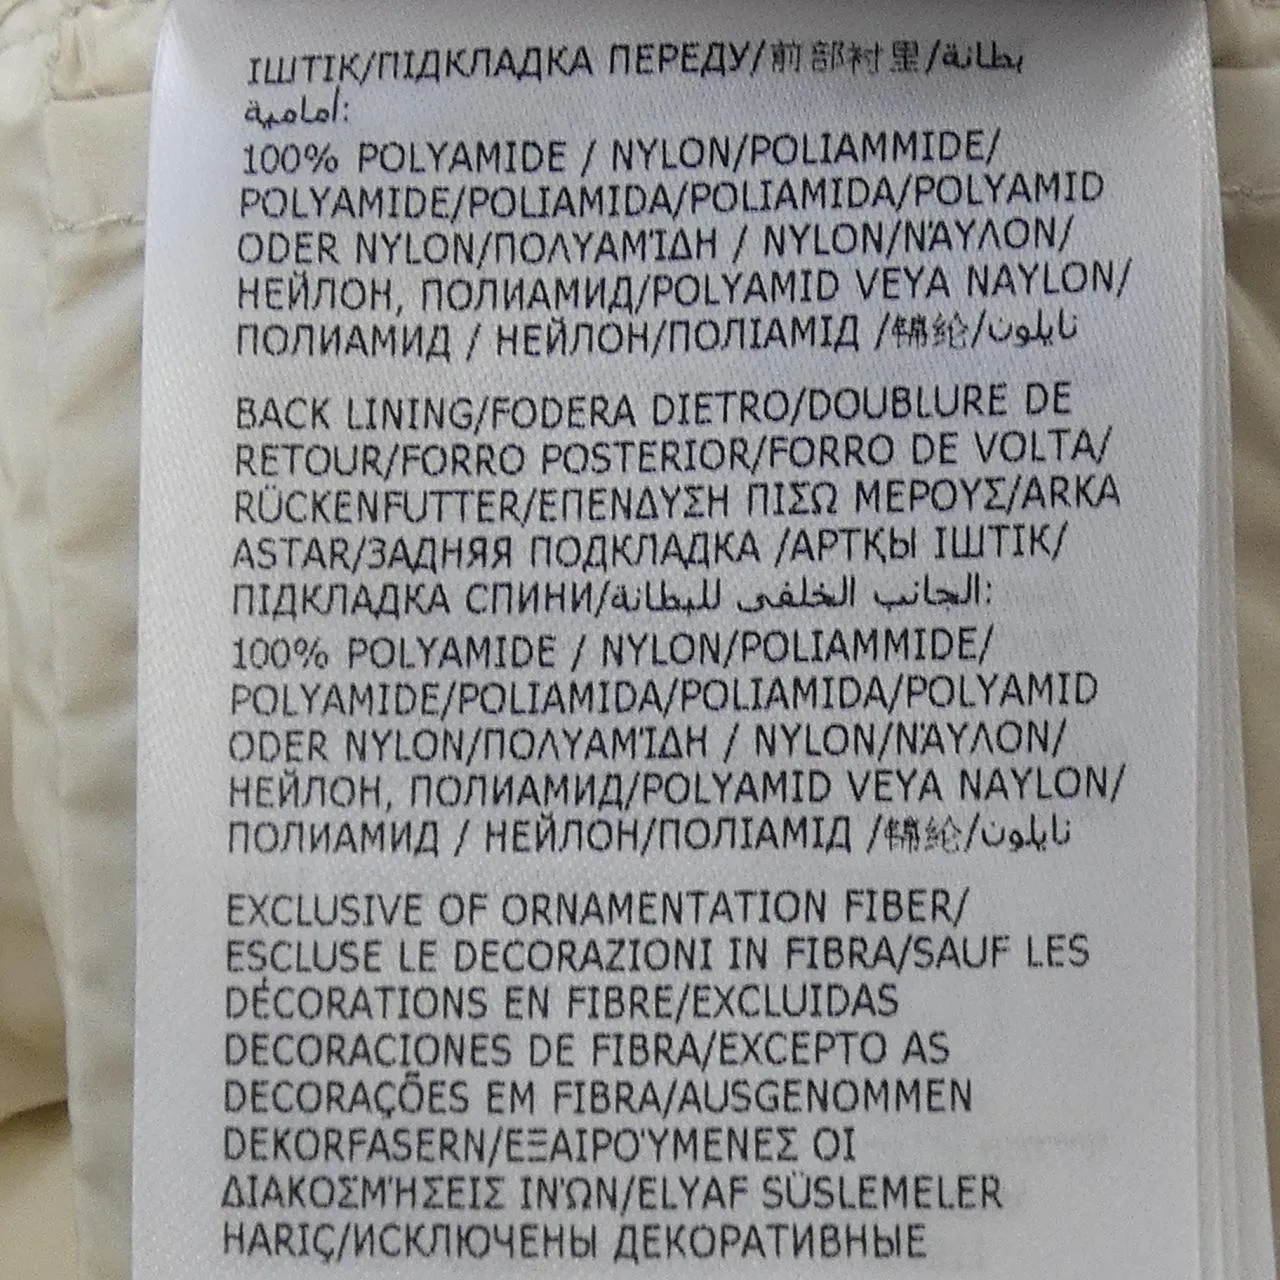 ІШТІК/ПІДКЛАДКА ПЕРЕДУ/前部衬里/بطانة
أمامية:
100% POLYAMIDE / NYLON/POLIAMMIDE/
POLYAMIDE/POLIAMIDA/POLIAMIDA/POLYAMID
ODER NYLON/ΠΟΛΥΑΜΊΔΗ / NYLON/ΝΆΥΛΟΝ/
НЕЙЛОН, ПОЛИАМИД/POLYAMID VEYA NAYLON/
ПОЛИАМИД / НЕЙЛОН/ПОЛІАМІД /锦纶/نايلون
BACK LINING/FODERA DIETRO/DOUBLURE DE
RETOUR/FORRO POSTERIOR/FORRO DE VOLTA/
RÜCKENFUTTER/ΕΠΕΝΔΥΣΗ ΠΙΣΩ ΜΕΡΟΥΣ/ARKA
ASTAR/ЗАДНЯЯ ПОДКЛАДКА /АРТҚЫ ІШТІК/
ПІДКЛАДКА СПИНИ/الجانب الخلفى للبطانة:
100% POLYAMIDE / NYLON/POLIAMMIDE/
POLYAMIDE/POLIAMIDA/POLIAMIDA/POLYAMID
ODER NYLON/ΠΟΛΥΑΜΊΔΗ / NYLON/ΝΆΥΛΟΝ/
НЕЙЛОН, ПОЛИАМИД/POLYAMID VEYA NAYLON/
ПОЛИАМИД / НЕЙЛОН/ПОЛІАМІД /锦纶/نايلون
EXCLUSIVE OF ORNAMENTATION FIBER/
ESCLUSE LE DECORAZIONI IN FIBRA/SAUF LES
DÉCORATIONS EN FIBRE/EXCLUIDAS
DECORACIONES DE FIBRA/EXCEPTO AS
DECORAÇÕES EM FIBRA/AUSGENOMMEN
DEKORFASERN/ΕΞΑΙΡΟΎΜΕΝΕΣ ΟΙ
ΔΙΑΚΟΣΜΉΣΕΙΣ ΙΝΏΝ/ELYAF SÜSLEMELER
HARIÇ/ИСКЛЮЧЕНЫ ДЕКОРАТИВНЫЕ